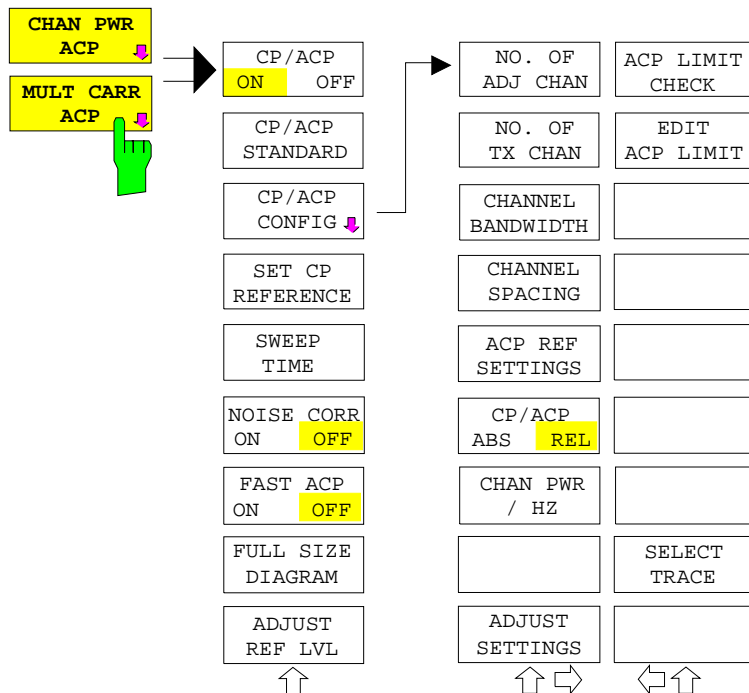 CHAN PWR
ACP
MULT CARR
ACP
CP/ACP
ON OFF
CP/ACP
STANDARD
CP/ACP
CONFIG
SET CP
REFERENCE
SWEEP
TIME
NOISE CORR
ON OFF
FAST ACP
ON OFF
FULL SIZE
DIAGRAM
ADJUST
REF LVL
NO. OF
ADJ CHAN
NO. OF
TX CHAN
CHANNEL
BANDWIDTH
CHANNEL
SPACING
ACP REF
SETTINGS
CP/ACP
ABS REL
CHAN PWR
/ HZ
ADJUST
SETTINGS
ACP LIMIT
CHECK
EDIT
ACP LIMIT
SELECT
TRACE